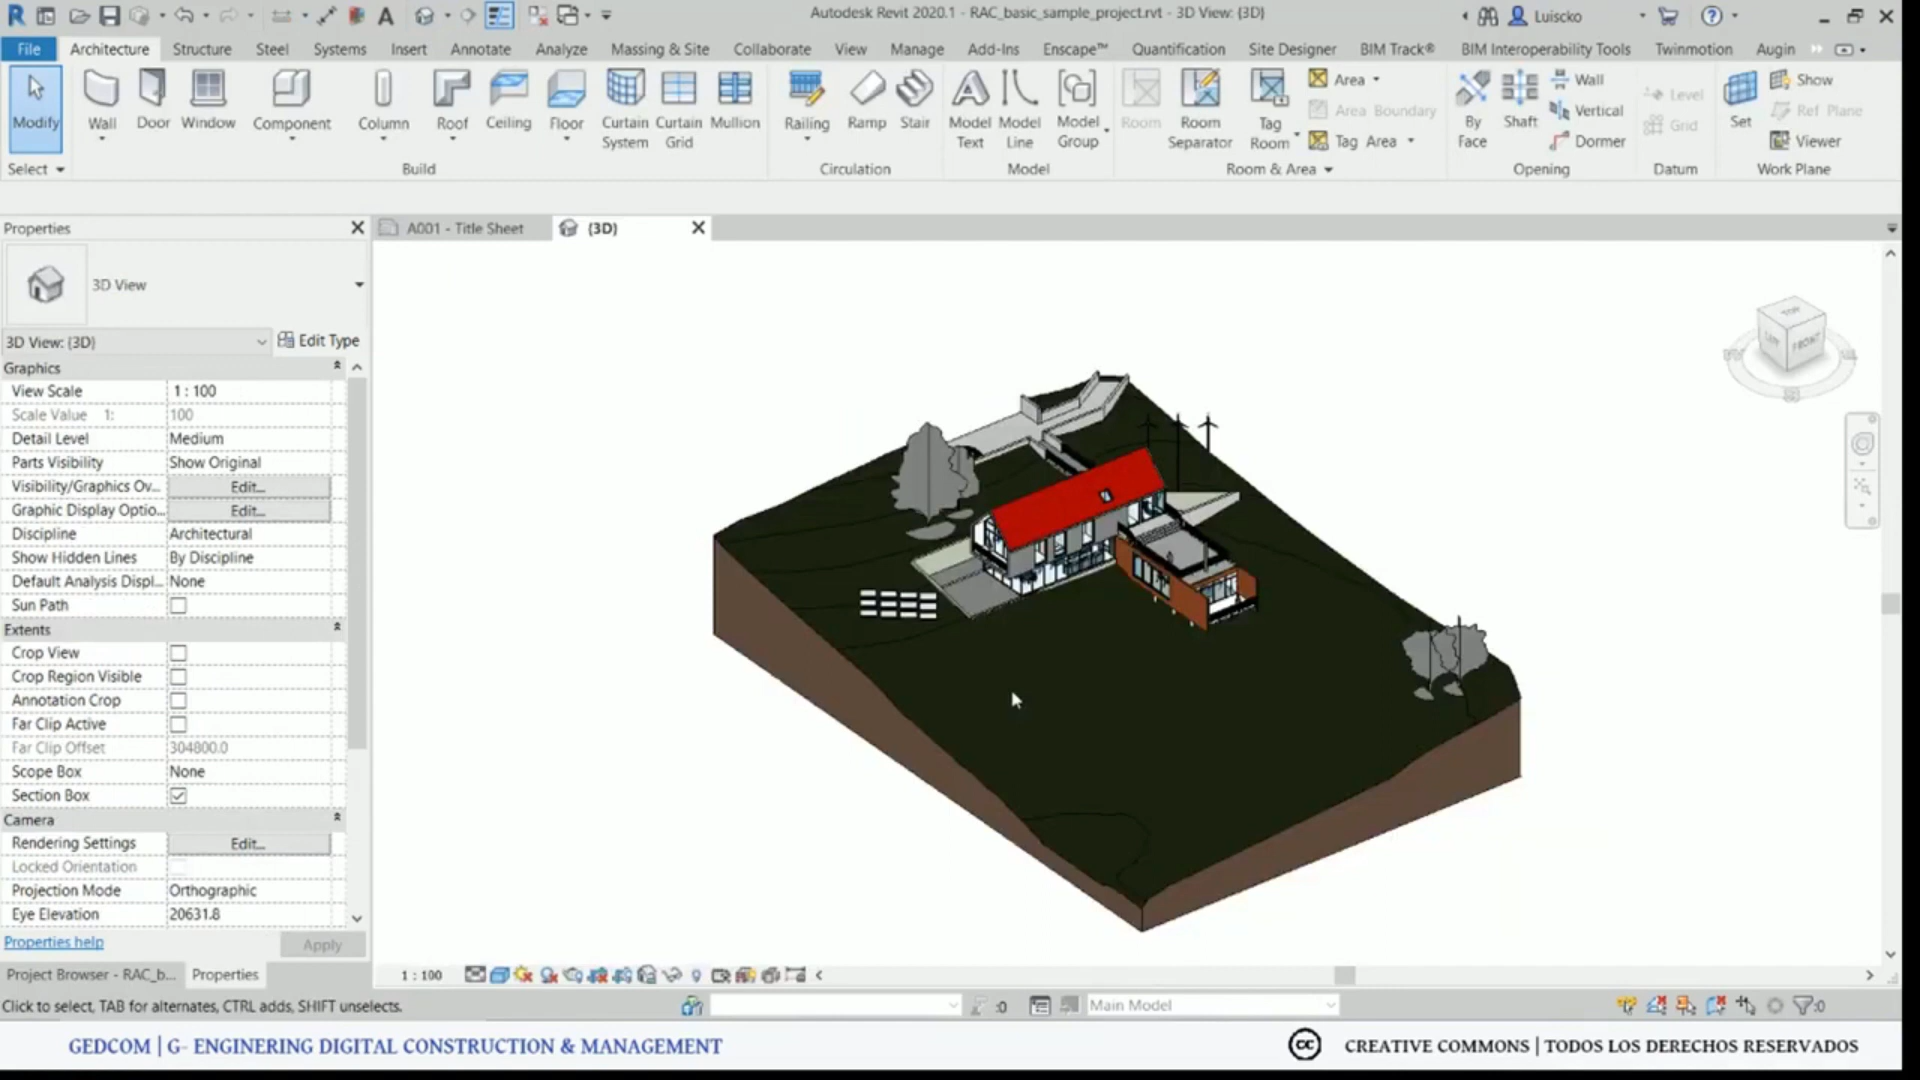 Autodesk Revit 2020.1 - RAC_basic_sample_project.rvt - 3D View: {3D}
Luiscko
File Architecture Structure Steel Systems Insert Annotate Analyze Massing & Site Collaborate View Manage Add-Ins Enscape™ Quantification Site Designer BIM Track® BIM Interoperability Tools Twinmotion Augin
Modify Wall Door Window Component Column Roof Ceiling Floor Curtain System Curtain Grid Mullion Railing Ramp Stair Model Text Model Line Model Group Room Room Separator Tag Room Area Area Boundary Tag Area By Face Shaft Wall Vertical Dormer Level Grid Set Show Ref Plane Viewer
Select Build Circulation Model Room & Area Opening Datum Work Plane
Properties
A001 - Title Sheet
{3D}
3D View
3D View: {3D}
Edit Type
Graphics
View Scale 1 : 100
Scale Value 1: 100
Detail Level Medium
Parts Visibility Show Original
Visibility/Graphics Ov... Edit...
Graphic Display Optio... Edit...
Discipline Architectural
Show Hidden Lines By Discipline
Default Analysis Displ... None
Sun Path
Extents
Crop View
Crop Region Visible
Annotation Crop
Far Clip Active
Far Clip Offset 304800.0
Scope Box None
Section Box
Camera
Rendering Settings Edit...
Locked Orientation
Projection Mode Orthographic
Eye Elevation 20631.8
Properties help
Apply
Project Browser - RAC_b...
Properties
1 : 100
TOP
FRONT
Click to select, TAB for alternates, CTRL adds, SHIFT unselects.
:0
Main Model
:0
GEDCOM | G- ENGINERING DIGITAL CONSTRUCTION & MANAGEMENT
cc
CREATIVE COMMONS | TODOS LOS DERECHOS RESERVADOS